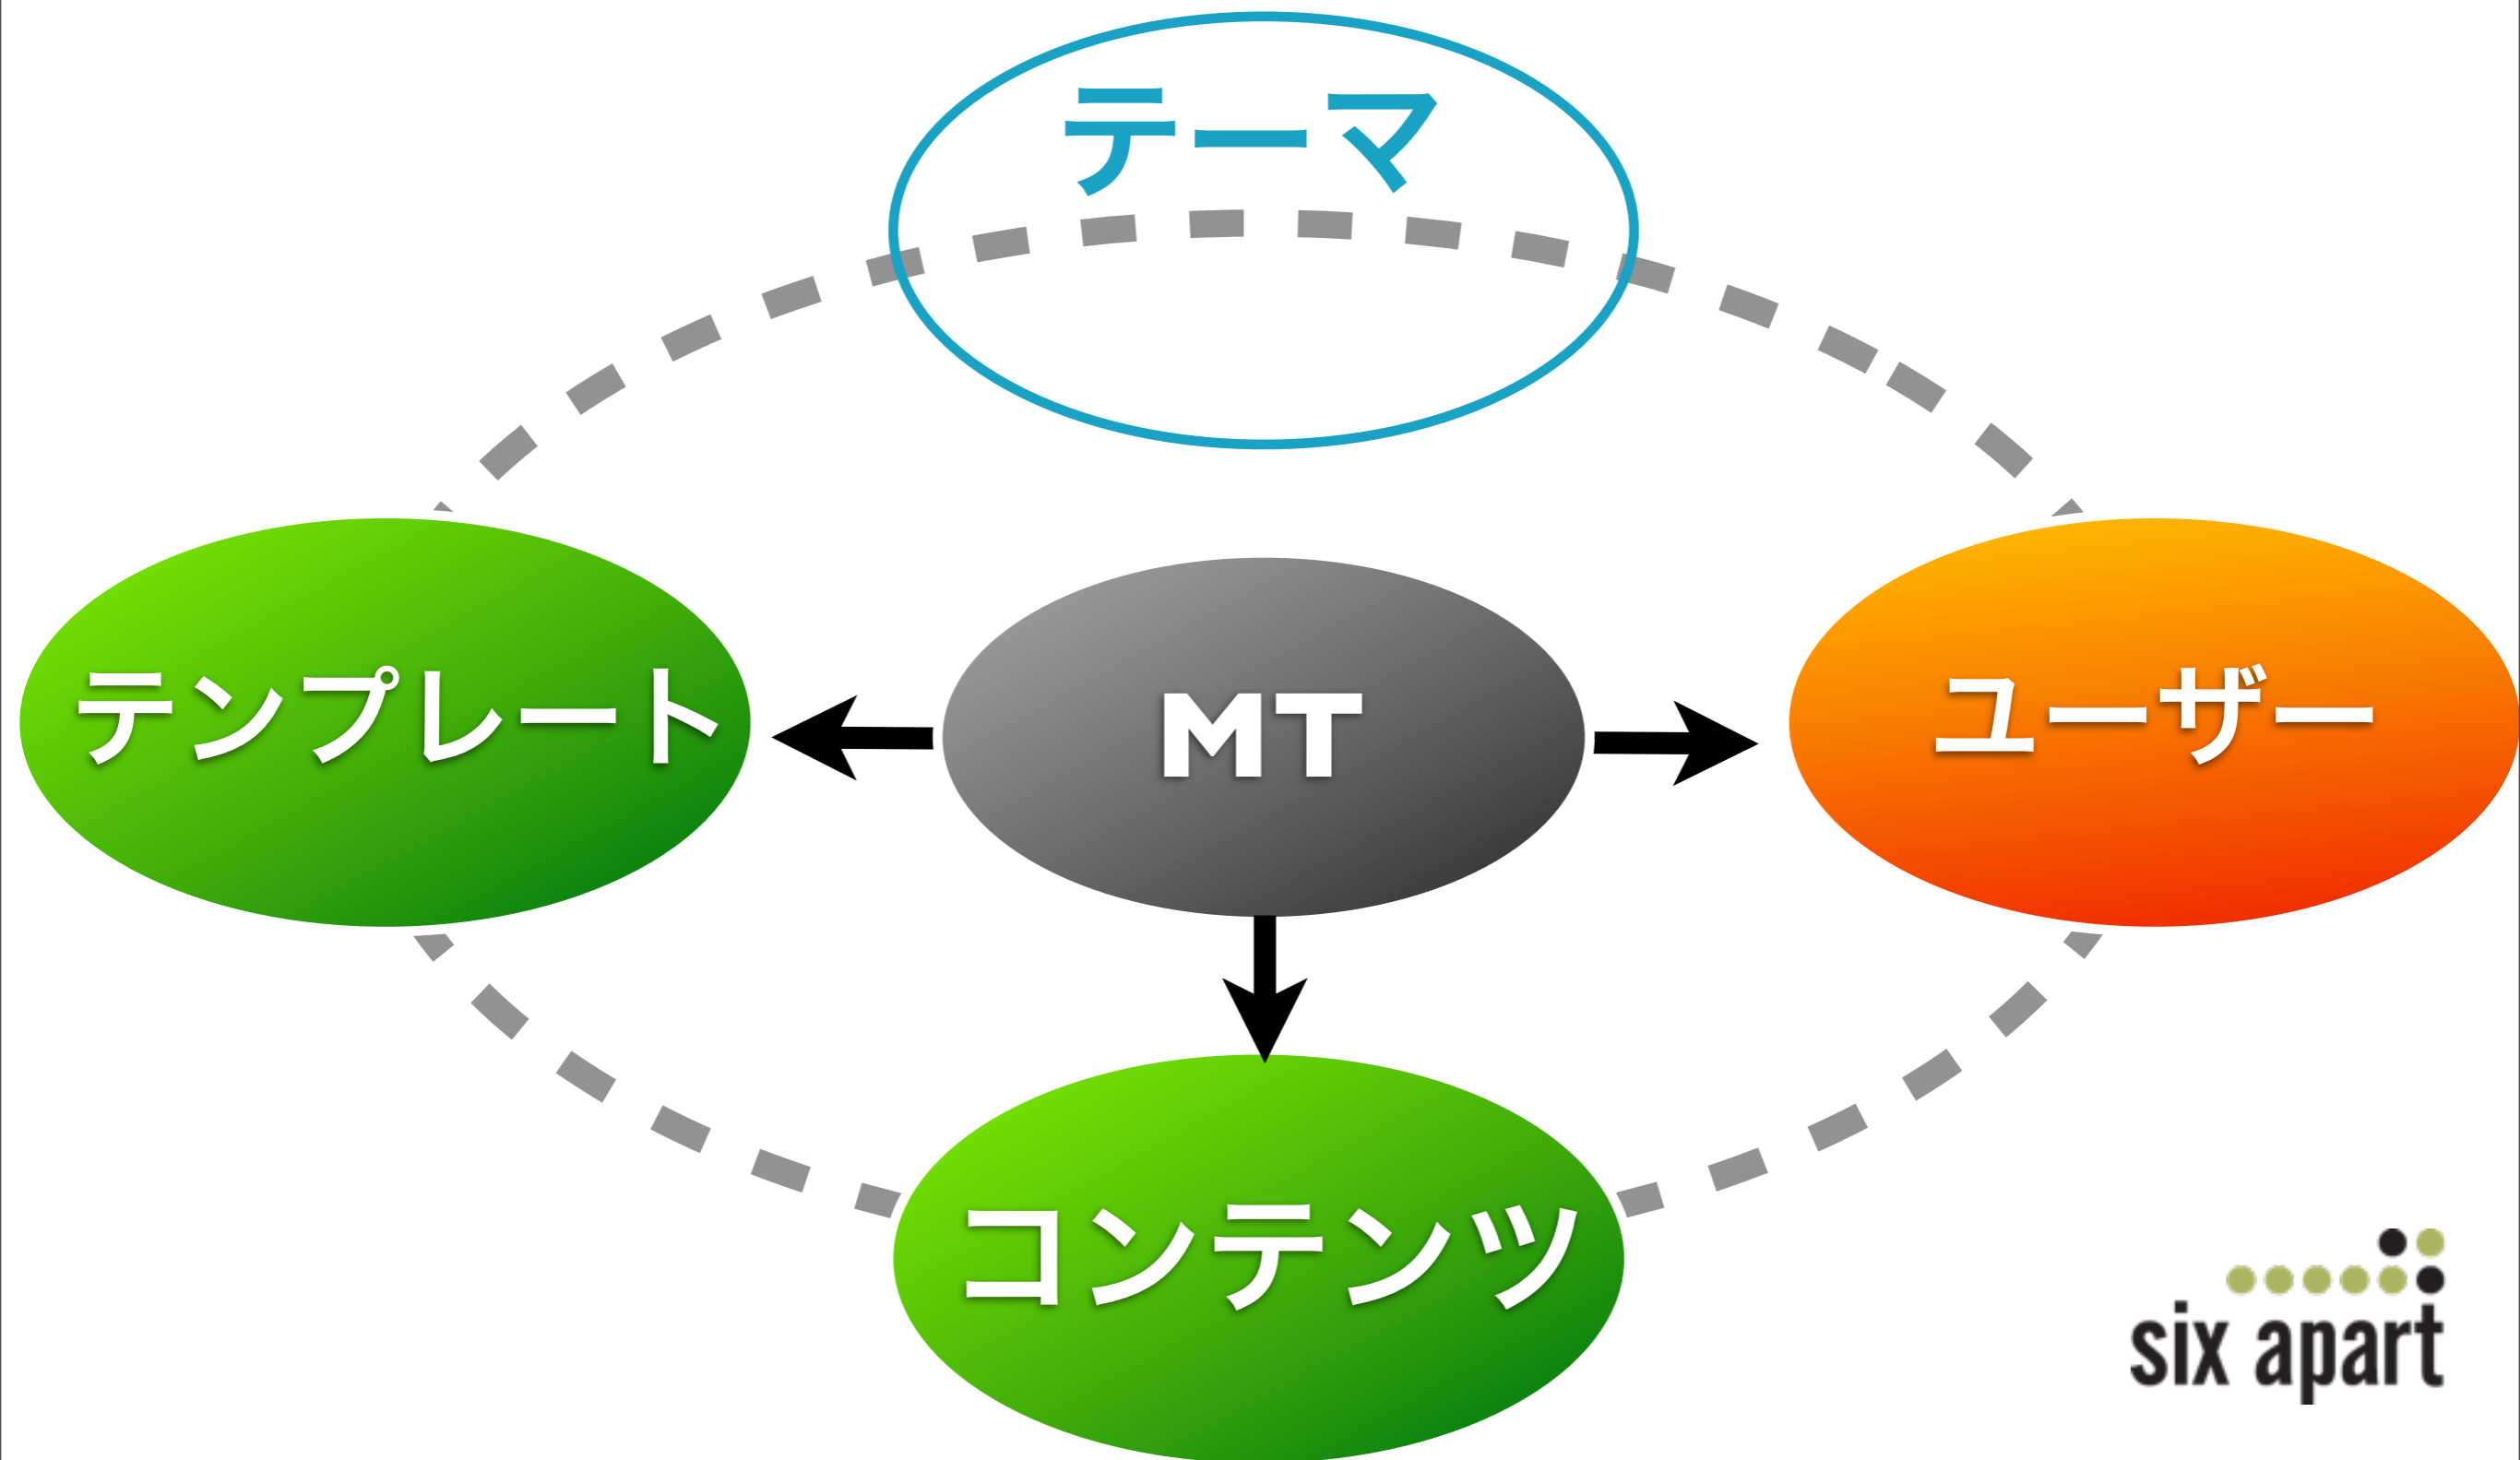 テーマ
テンプレート
MT
ユーザー
コンテンツ
six apart